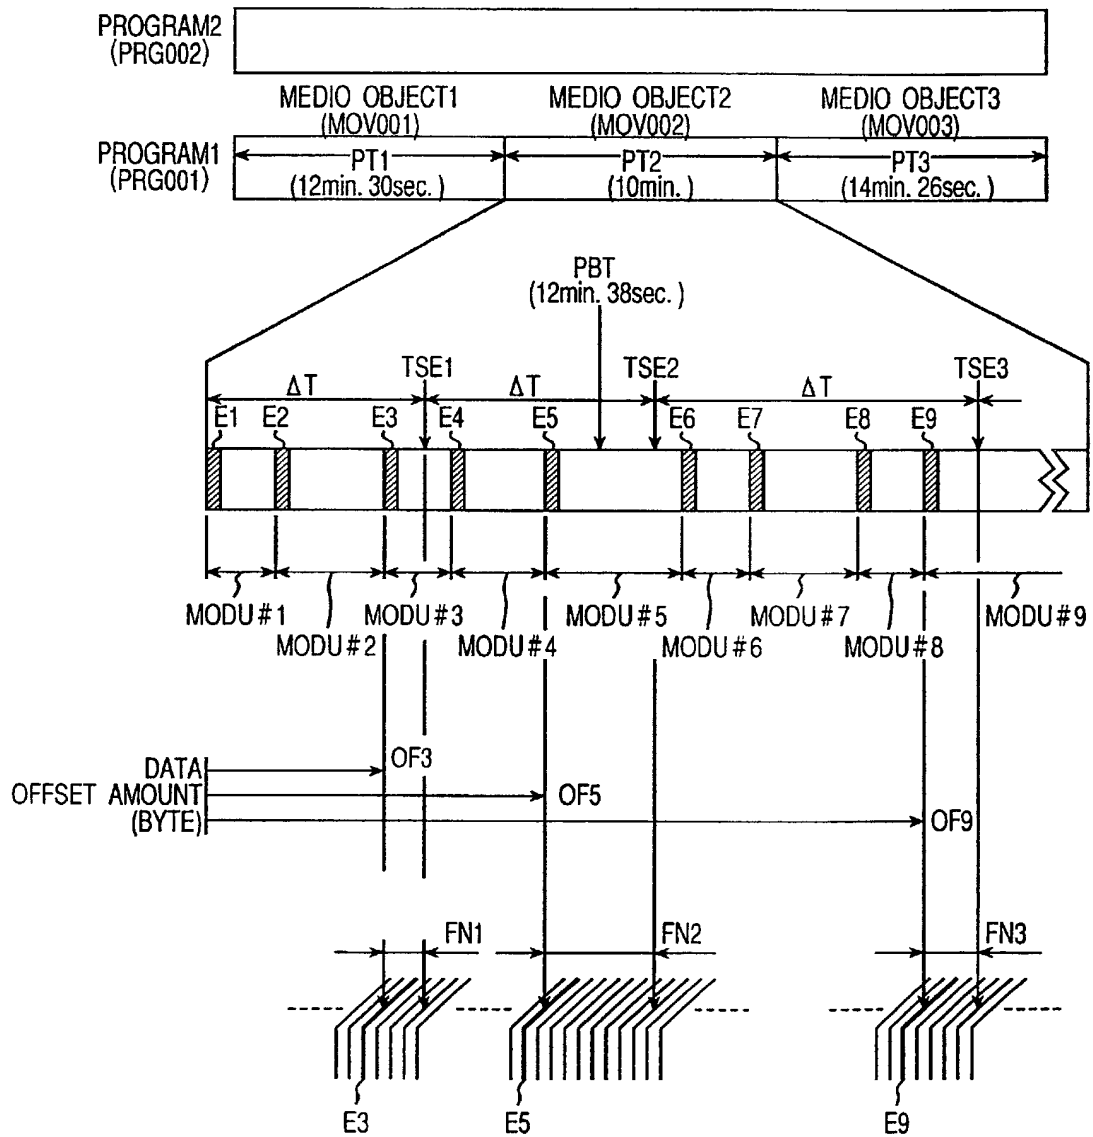 PROGRAM2
(PRG002)
MEDIO OBJECT1
(MOV001)
MEDIO OBJECT2
(MOV002)
MEDIO OBJECT3
(MOV003)
PROGRAM1
(PRG001)
PT1
(12min. 30sec.)
PT2
(10min.)
PT3
(14min. 26sec.)
PBT
(12min. 38sec.)
TSE1
TSE2
TSE3
ΔT
ΔT
ΔT
E1
E2
E3
E4
E5
E6
E7
E8
E9
MODU#1
MODU#2
MODU#3
MODU#4
MODU#5
MODU#6
MODU#7
MODU#8
MODU#9
DATA
OFFSET AMOUNT
(BYTE)
OF3
OF5
OF9
FN1
FN2
FN3
E3
E5
E9